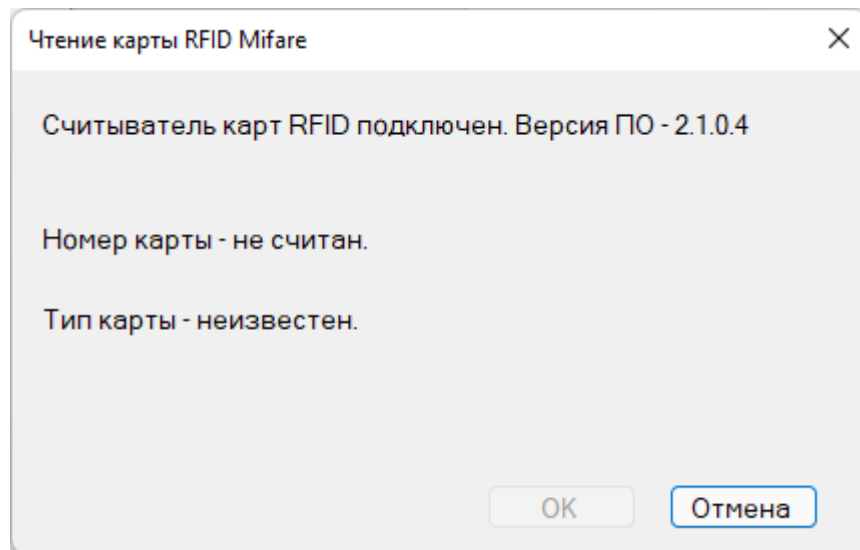 Чтение карты RFID Mifare
Считыватель карт RFID подключен. Версия ПО - 2.1.0.4
Номер карты - не считан.
Тип карты - неизвестен.
OK
Отмена